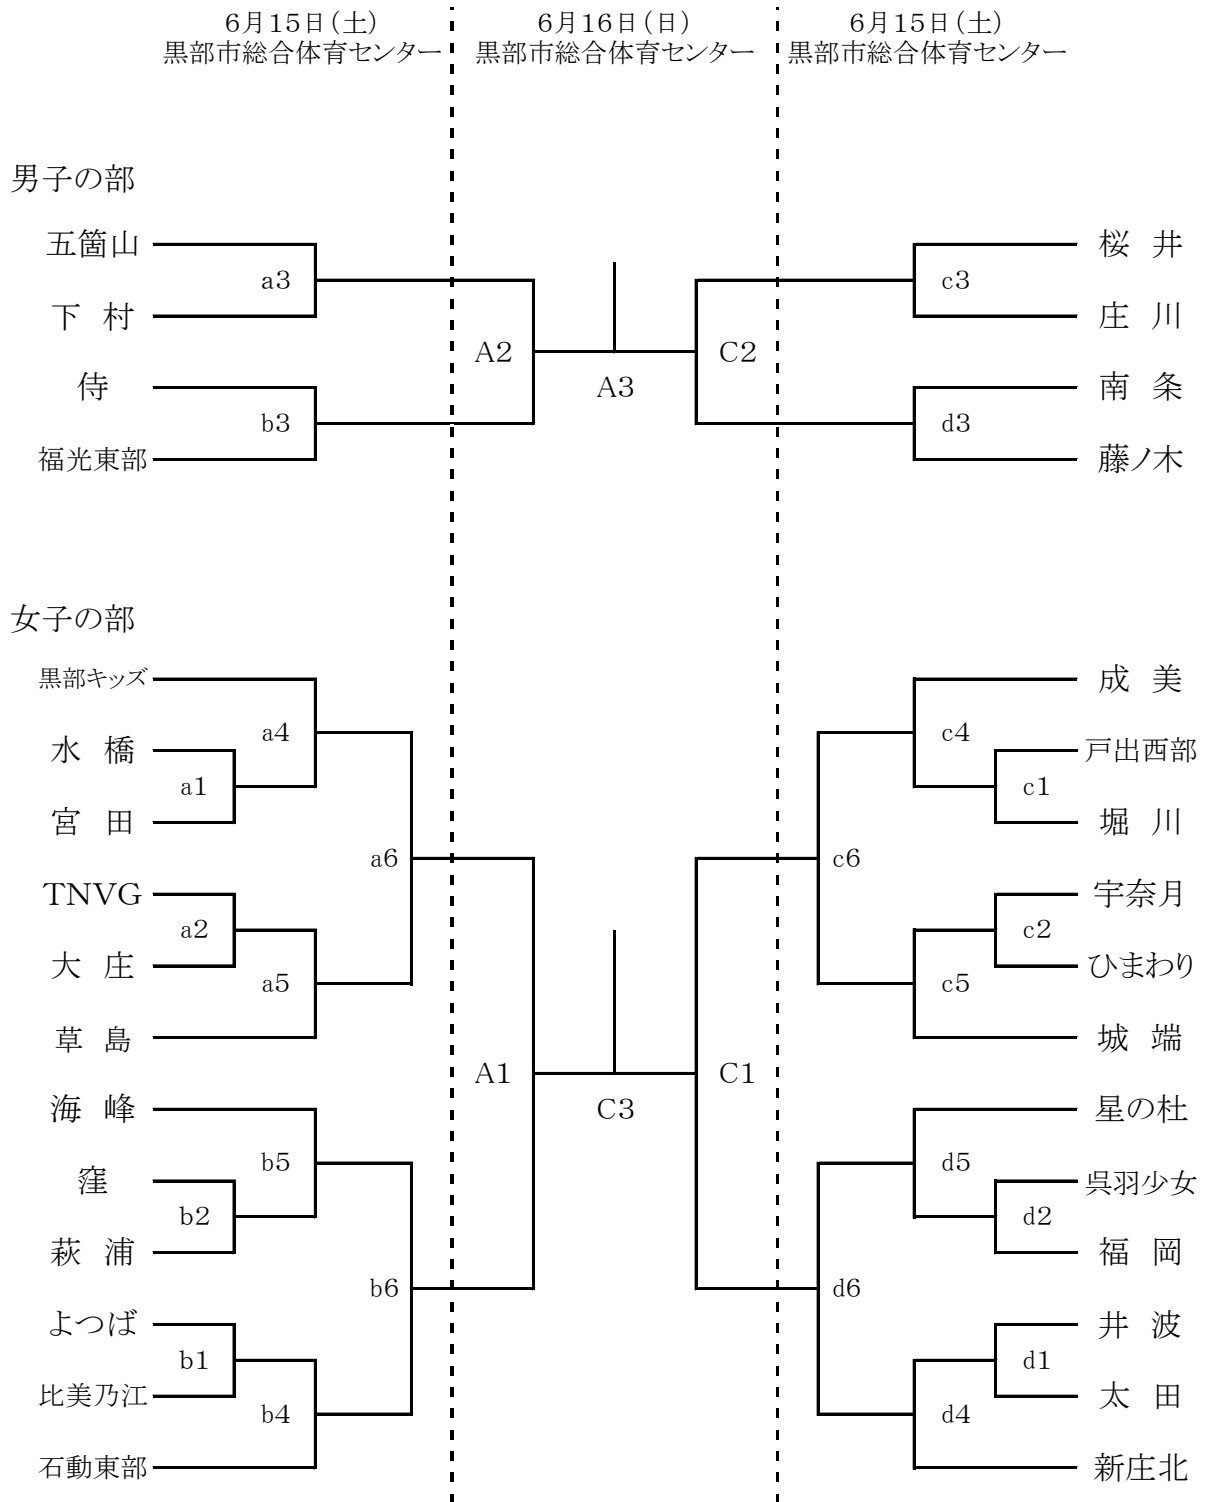 6月15日(土)
黒部市総合体育センター
6月16日(日)
黒部市総合体育センター
6月15日(土)
黒部市総合体育センター
男子の部
五箇山
a3
下 村
侍
b3
福光東部
A2
A3
C2
桜 井
c3
庄 川
南 条
d3
藤ノ木
女子の部
黒部キッズ
a4
水 橋
a1
宮 田
a6
TNVG
a2
大 庄
a5
草 島
海 峰
b5
窪
b2
萩 浦
b6
よつば
b1
比美乃江
b4
石動東部
A1
C3
C1
成 美
c4
戸出西部
c1
堀 川
c6
宇奈月
c2
ひまわり
c5
城 端
星の杜
d5
呉羽少女
d2
福 岡
d6
井 波
d1
太 田
d4
新庄北